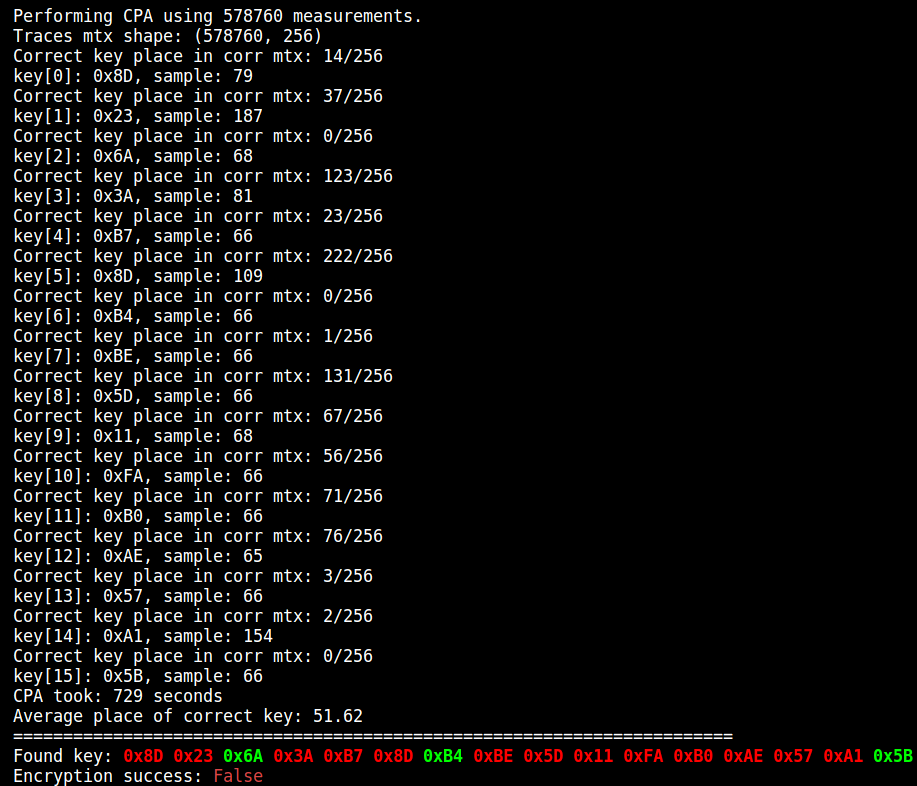 Performing CPA using 578760 measurements.
Traces mtx shape: (578760, 256)
Correct key place in corr mtx: 14/256
key[0]: 0x8D, sample: 79
Correct key place in corr mtx: 37/256
key[1]: 0x23, sample: 187
Correct key place in corr mtx: 0/256
key[2]: 0x6A, sample: 68
Correct key place in corr mtx: 123/256
key[3]: 0x3A, sample: 81
Correct key place in corr mtx: 23/256
key[4]: 0xB7, sample: 66
Correct key place in corr mtx: 222/256
key[5]: 0x8D, sample: 109
Correct key place in corr mtx: 0/256
key[6]: 0xB4, sample: 66
Correct key place in corr mtx: 1/256
key[7]: 0xBE, sample: 66
Correct key place in corr mtx: 131/256
key[8]: 0x5D, sample: 66
Correct key place in corr mtx: 67/256
key[9]: 0x11, sample: 68
Correct key place in corr mtx: 56/256
key[10]: 0xFA, sample: 66
Correct key place in corr mtx: 71/256
key[11]: 0xB0, sample: 66
Correct key place in corr mtx: 76/256
key[12]: 0xAE, sample: 65
Correct key place in corr mtx: 3/256
key[13]: 0x57, sample: 66
Correct key place in corr mtx: 2/256
key[14]: 0xA1, sample: 154
Correct key place in corr mtx: 0/256
key[15]: 0x5B, sample: 66
CPA took: 729 seconds
Average place of correct key: 51.62
========================================================================
Found key: 0x8D 0x23 0x6A 0x3A 0xB7 0x8D 0xB4 0xBE 0x5D 0x11 0xFA 0xB0 0xAE 0x57 0xA1 0x5B
Encryption success: False